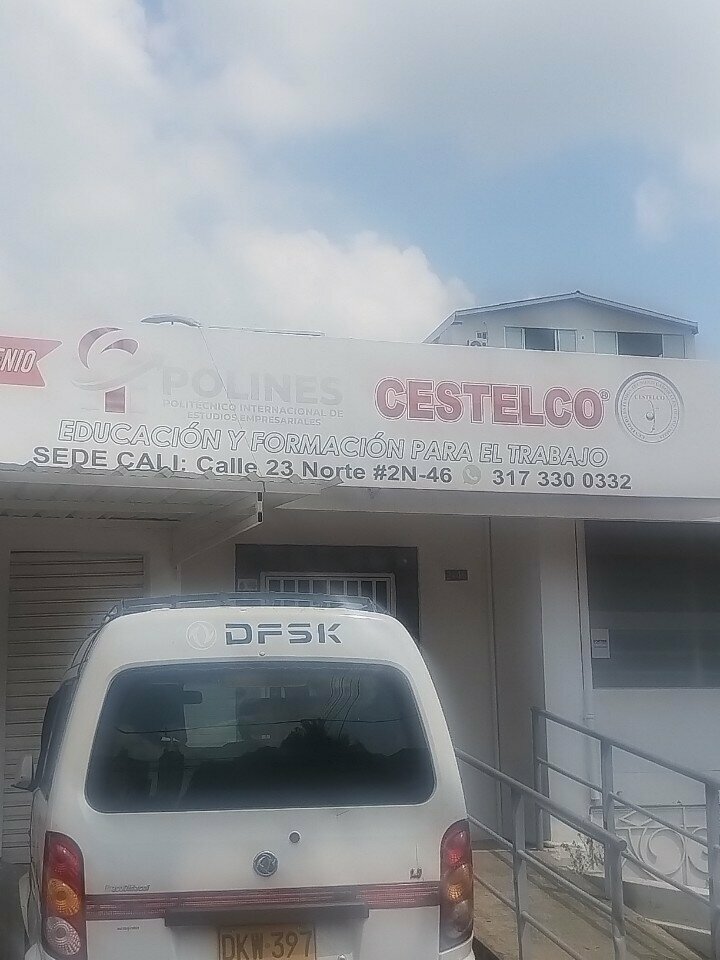 ENIO
POLINES
POLITÉCNICO INTERNACIONAL DE
ESTUDIOS EMPRESARIALES
CESTELCO®
CESTELCO
EDUCACIÓN Y FORMACIÓN PARA EL TRABAJO
SEDE CALI: Calle 23 Norte #2N-46 317 330 0332
DFSK
DKW-397